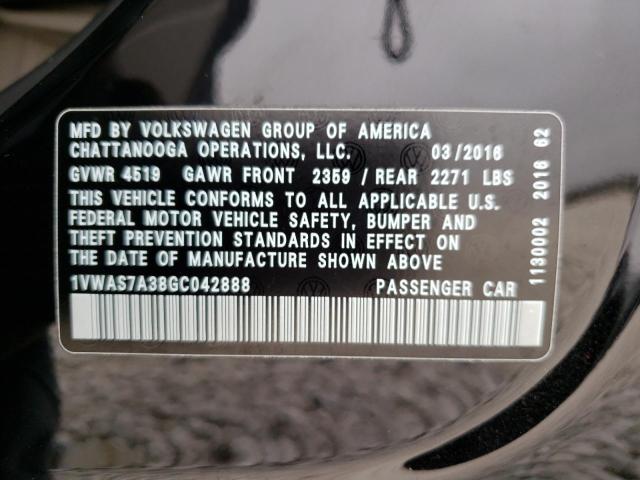 MFD BY VOLKSWAGEN GROUP OF AMERICA
CHATTANOOGA OPERATIONS, LLC. 03/2016
GVWR 4519 GAWR FRONT 2359 / REAR 2271 LBS
THIS VEHICLE CONFORMS TO ALL APPLICABLE U.S.
FEDERAL MOTOR VEHICLE SAFETY, BUMPER AND
THEFT PREVENTION STANDARDS IN EFFECT ON
THE DATE OF MANUFACTURE SHOWN ABOVE.
1VWAS7A38GC042888 PASSENGER CAR
1130002 2016 62